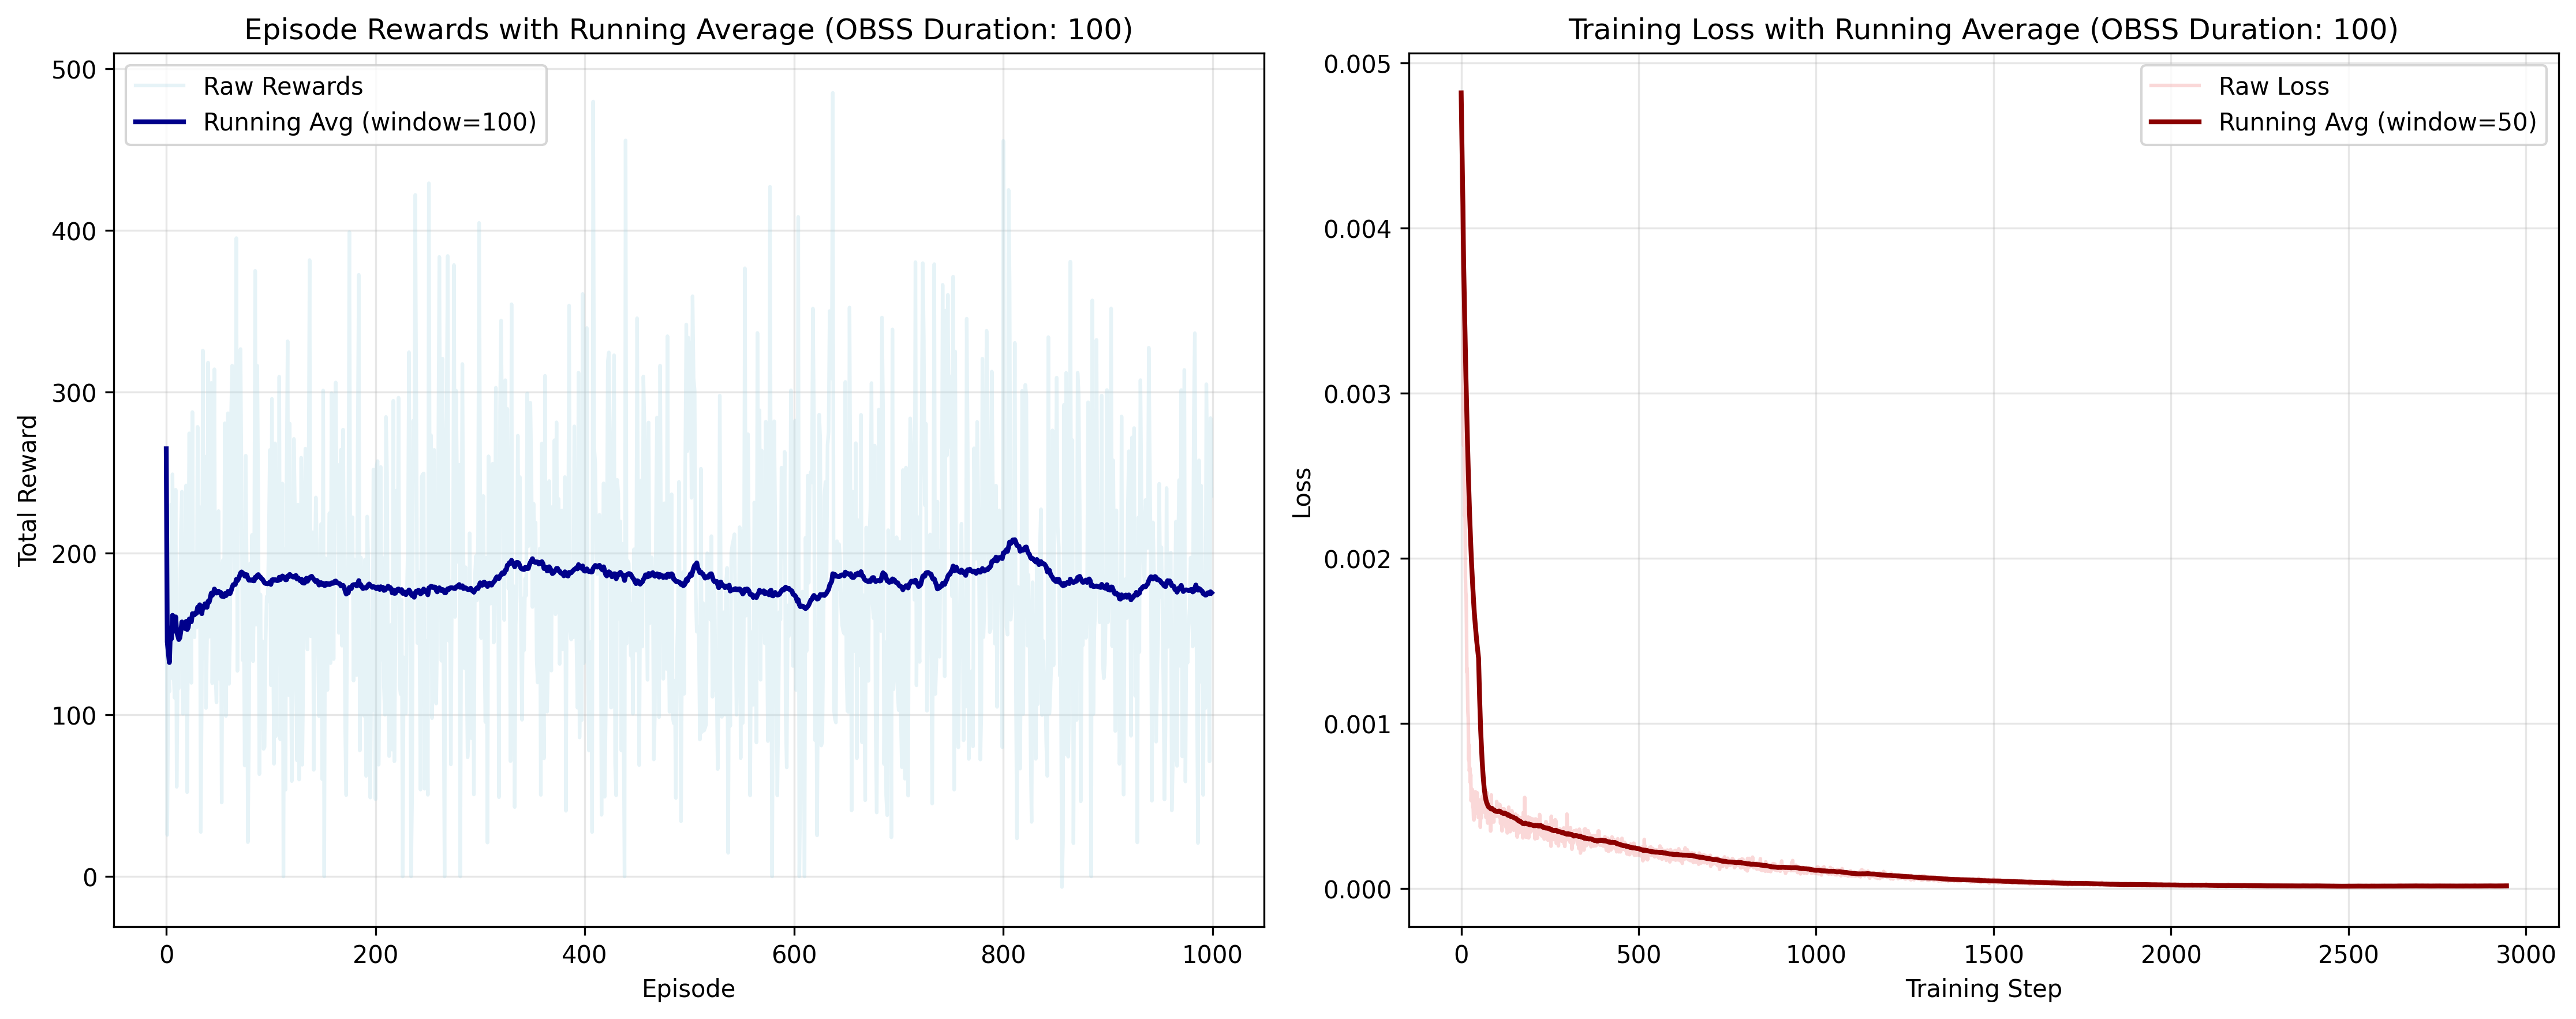 Episode Rewards with Running Average (OBSS Duration: 100)
Raw Rewards
Running Avg (window=100)
Total Reward
500
400
300
200
100
0
0 200 400 600 800 1000
Episode
Training Loss with Running Average (OBSS Duration: 100)
Raw Loss
Running Avg (window=50)
Loss
0.005
0.004
0.003
0.002
0.001
0.000
0 500 1000 1500 2000 2500 3000
Training Step